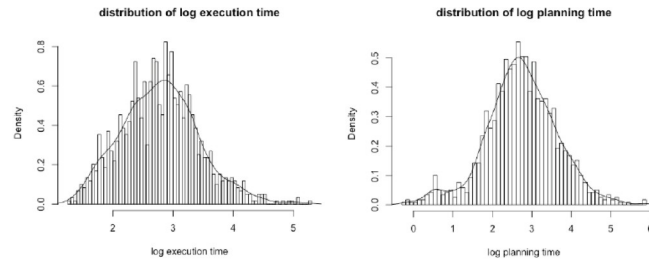 distribution of log execution time
0.8
0.6
0.4
0.2
0.0
Density
2 3 4 5
log execution time
distribution of log planning time
0.5
0.4
0.3
0.2
0.1
0.0
Density
0 1 2 3 4 5 6
log planning time